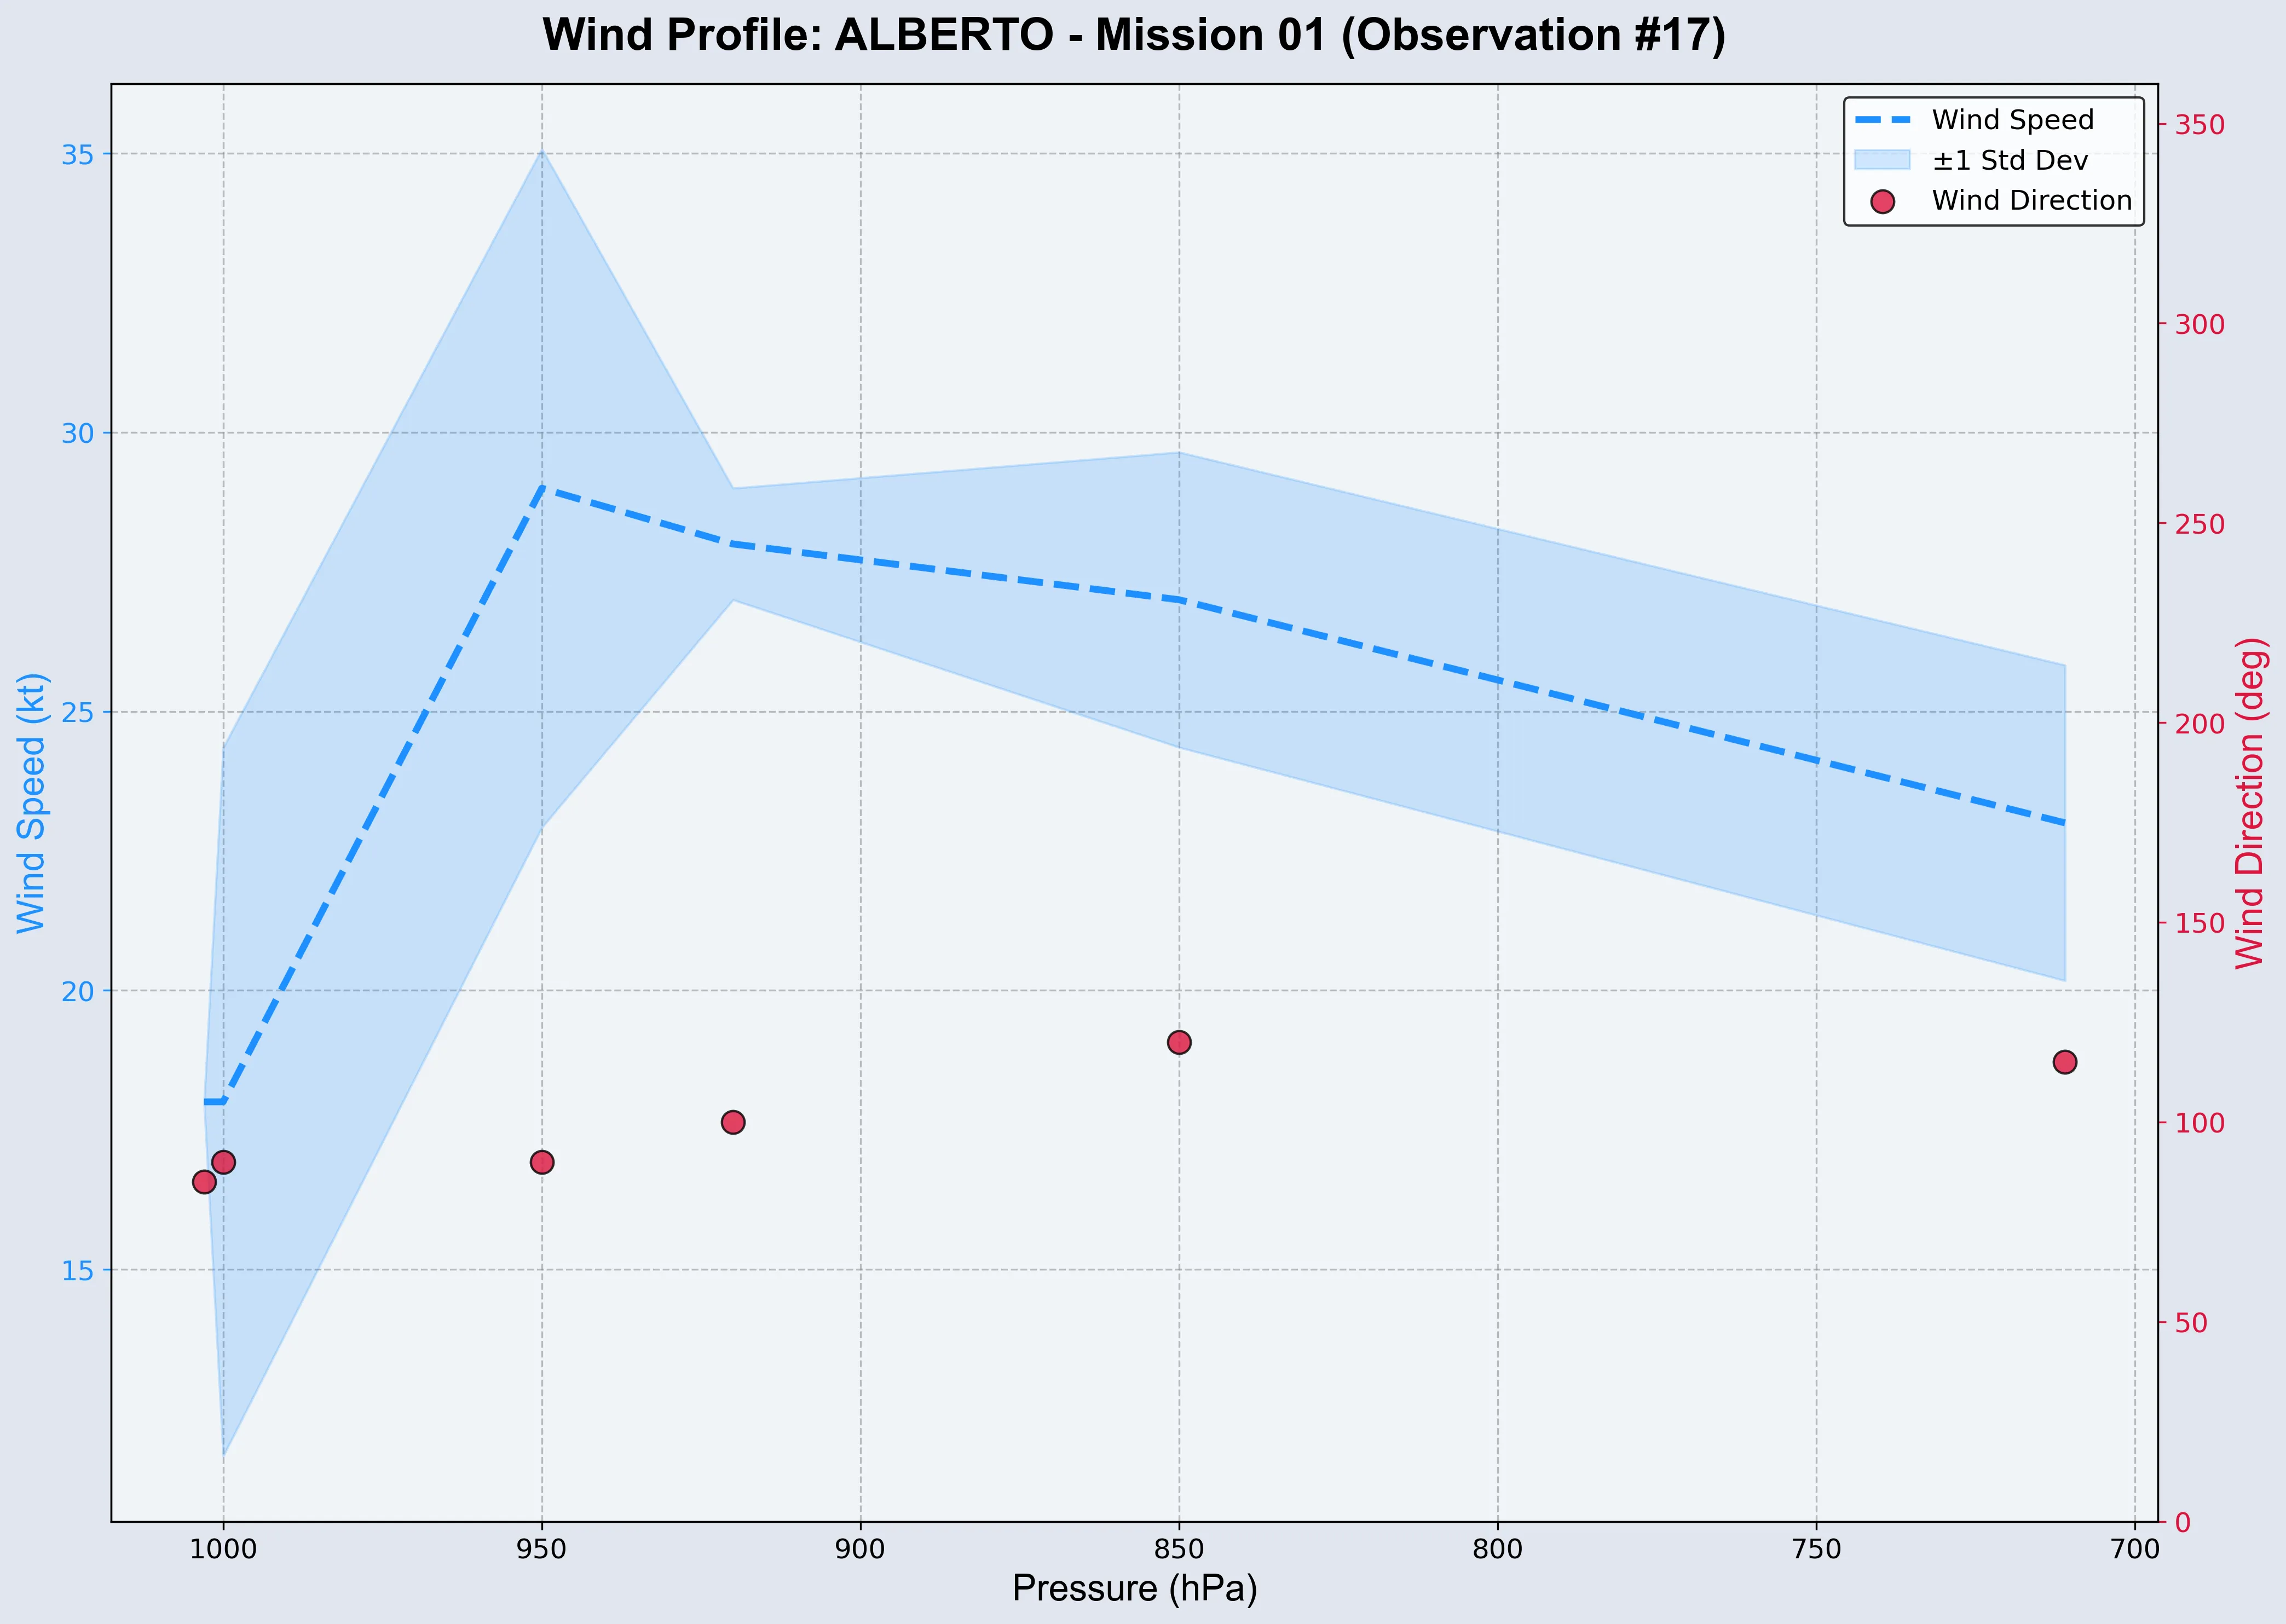 Wind Profile: ALBERTO - Mission 01 (Observation #17)
Wind Speed
±1 Std Dev
Wind Direction
35
30
25
20
15
Wind Speed (kt)
350
300
250
200
150
100
50
0
Wind Direction (deg)
1000 950 900 850 800 750 700
Pressure (hPa)